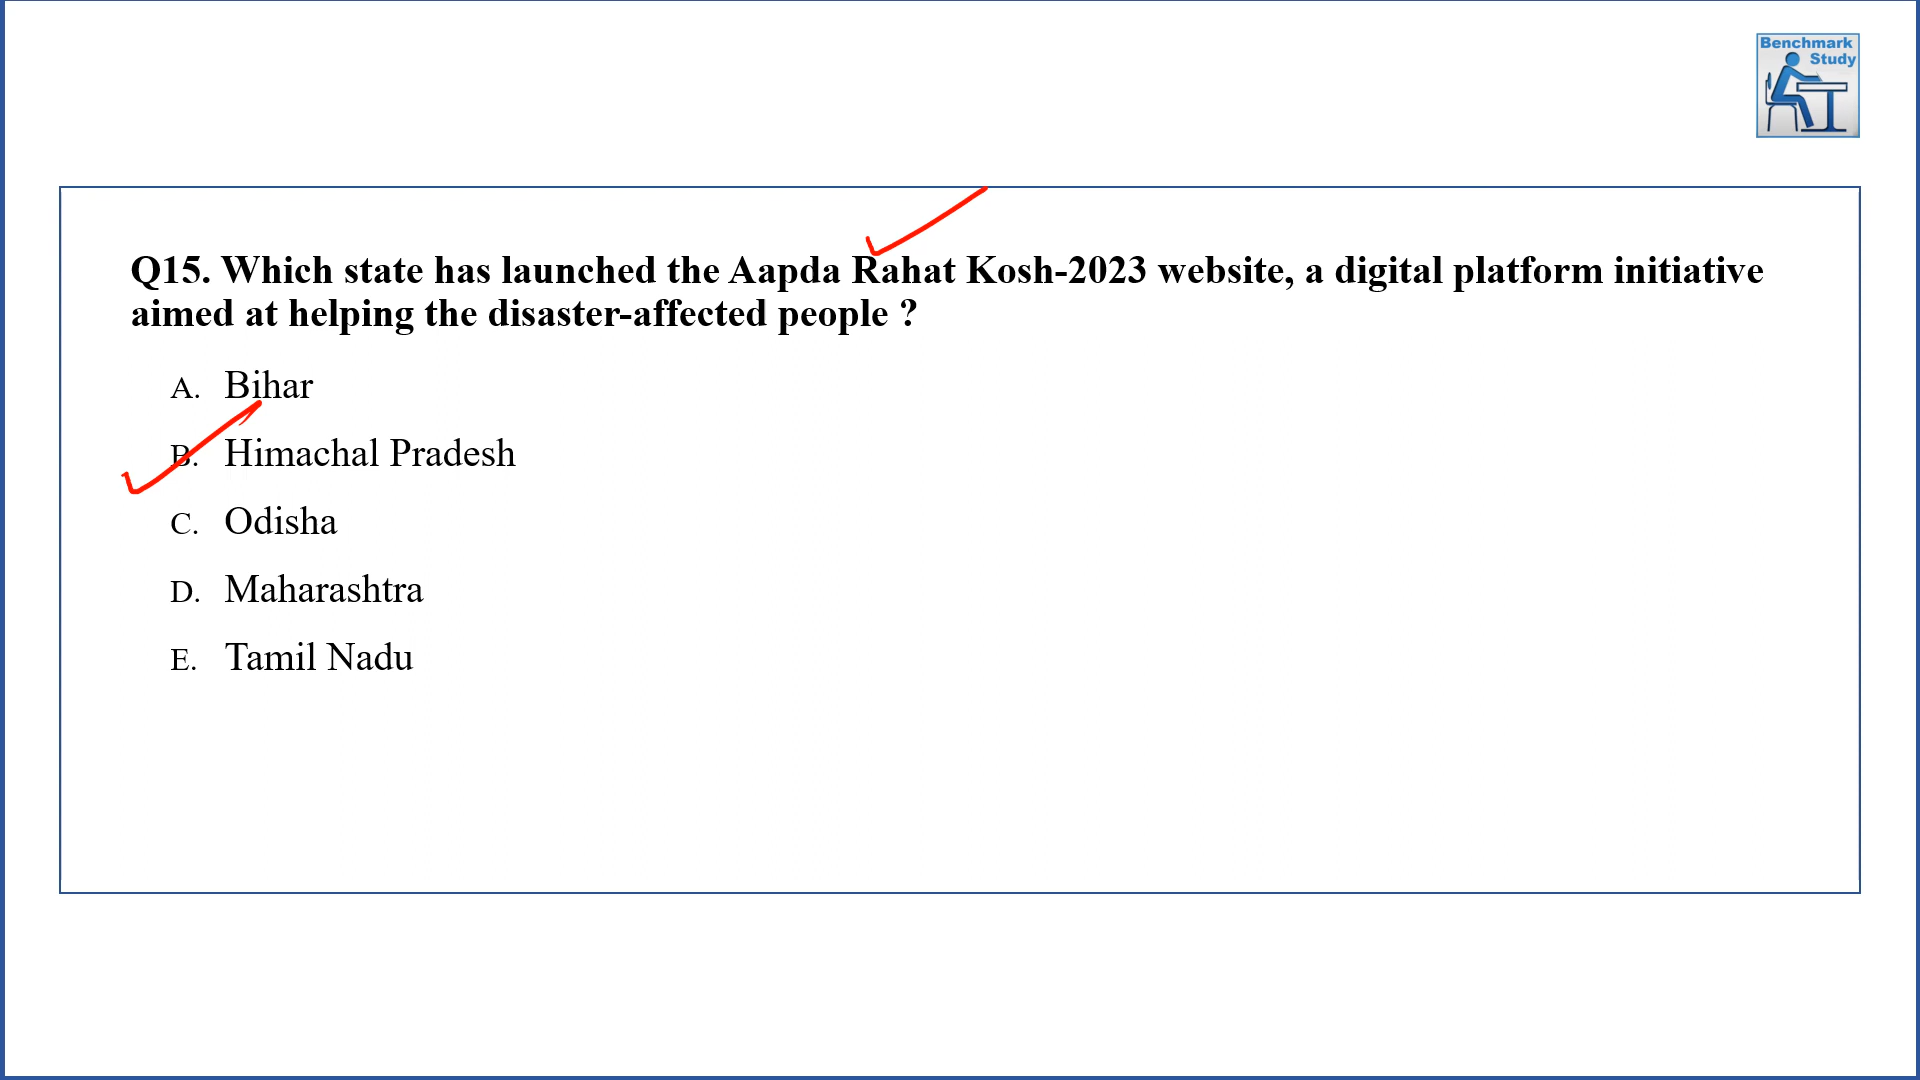 Benchmark
Study
Q15. Which state has launched the Aapda Rahat Kosh-2023 website, a digital platform initiative
aimed at helping the disaster-affected people ?
A. Bihar
B. Himachal Pradesh
C. Odisha
D. Maharashtra
E. Tamil Nadu